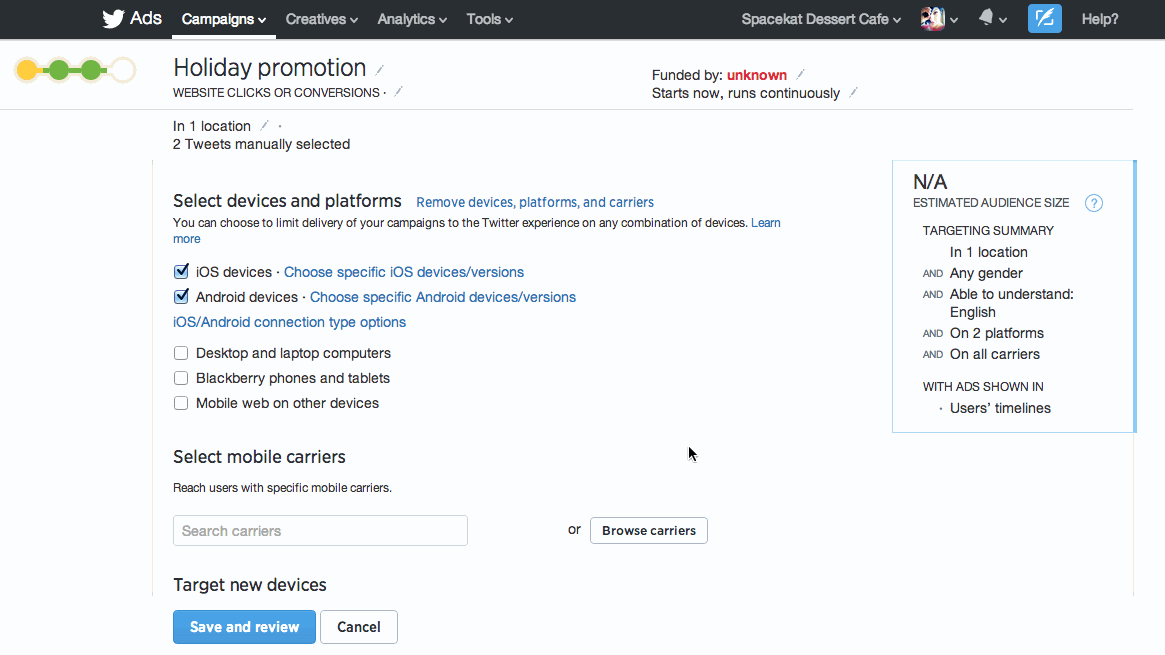 Ads Campaigns Creatives Analytics Tools Spacekat Dessert Cafe Help?
Holiday promotion
WEBSITE CLICKS OR CONVERSIONS ·
Funded by: unknown
Starts now, runs continuously
In 1 location ·
2 Tweets manually selected
Select devices and platforms Remove devices, platforms, and carriers
You can choose to limit delivery of your campaigns to the Twitter experience on any combination of devices. Learn
more
iOS devices · Choose specific iOS devices/versions
Android devices · Choose specific Android devices/versions
iOS/Android connection type options
Desktop and laptop computers
Blackberry phones and tablets
Mobile web on other devices
Select mobile carriers
Reach users with specific mobile carriers.
Search carriers or Browse carriers
Target new devices
Save and review Cancel
N/A
ESTIMATED AUDIENCE SIZE ?
TARGETING SUMMARY
In 1 location
AND Any gender
AND Able to understand:
English
AND On 2 platforms
AND On all carriers
WITH ADS SHOWN IN
· Users’ timelines